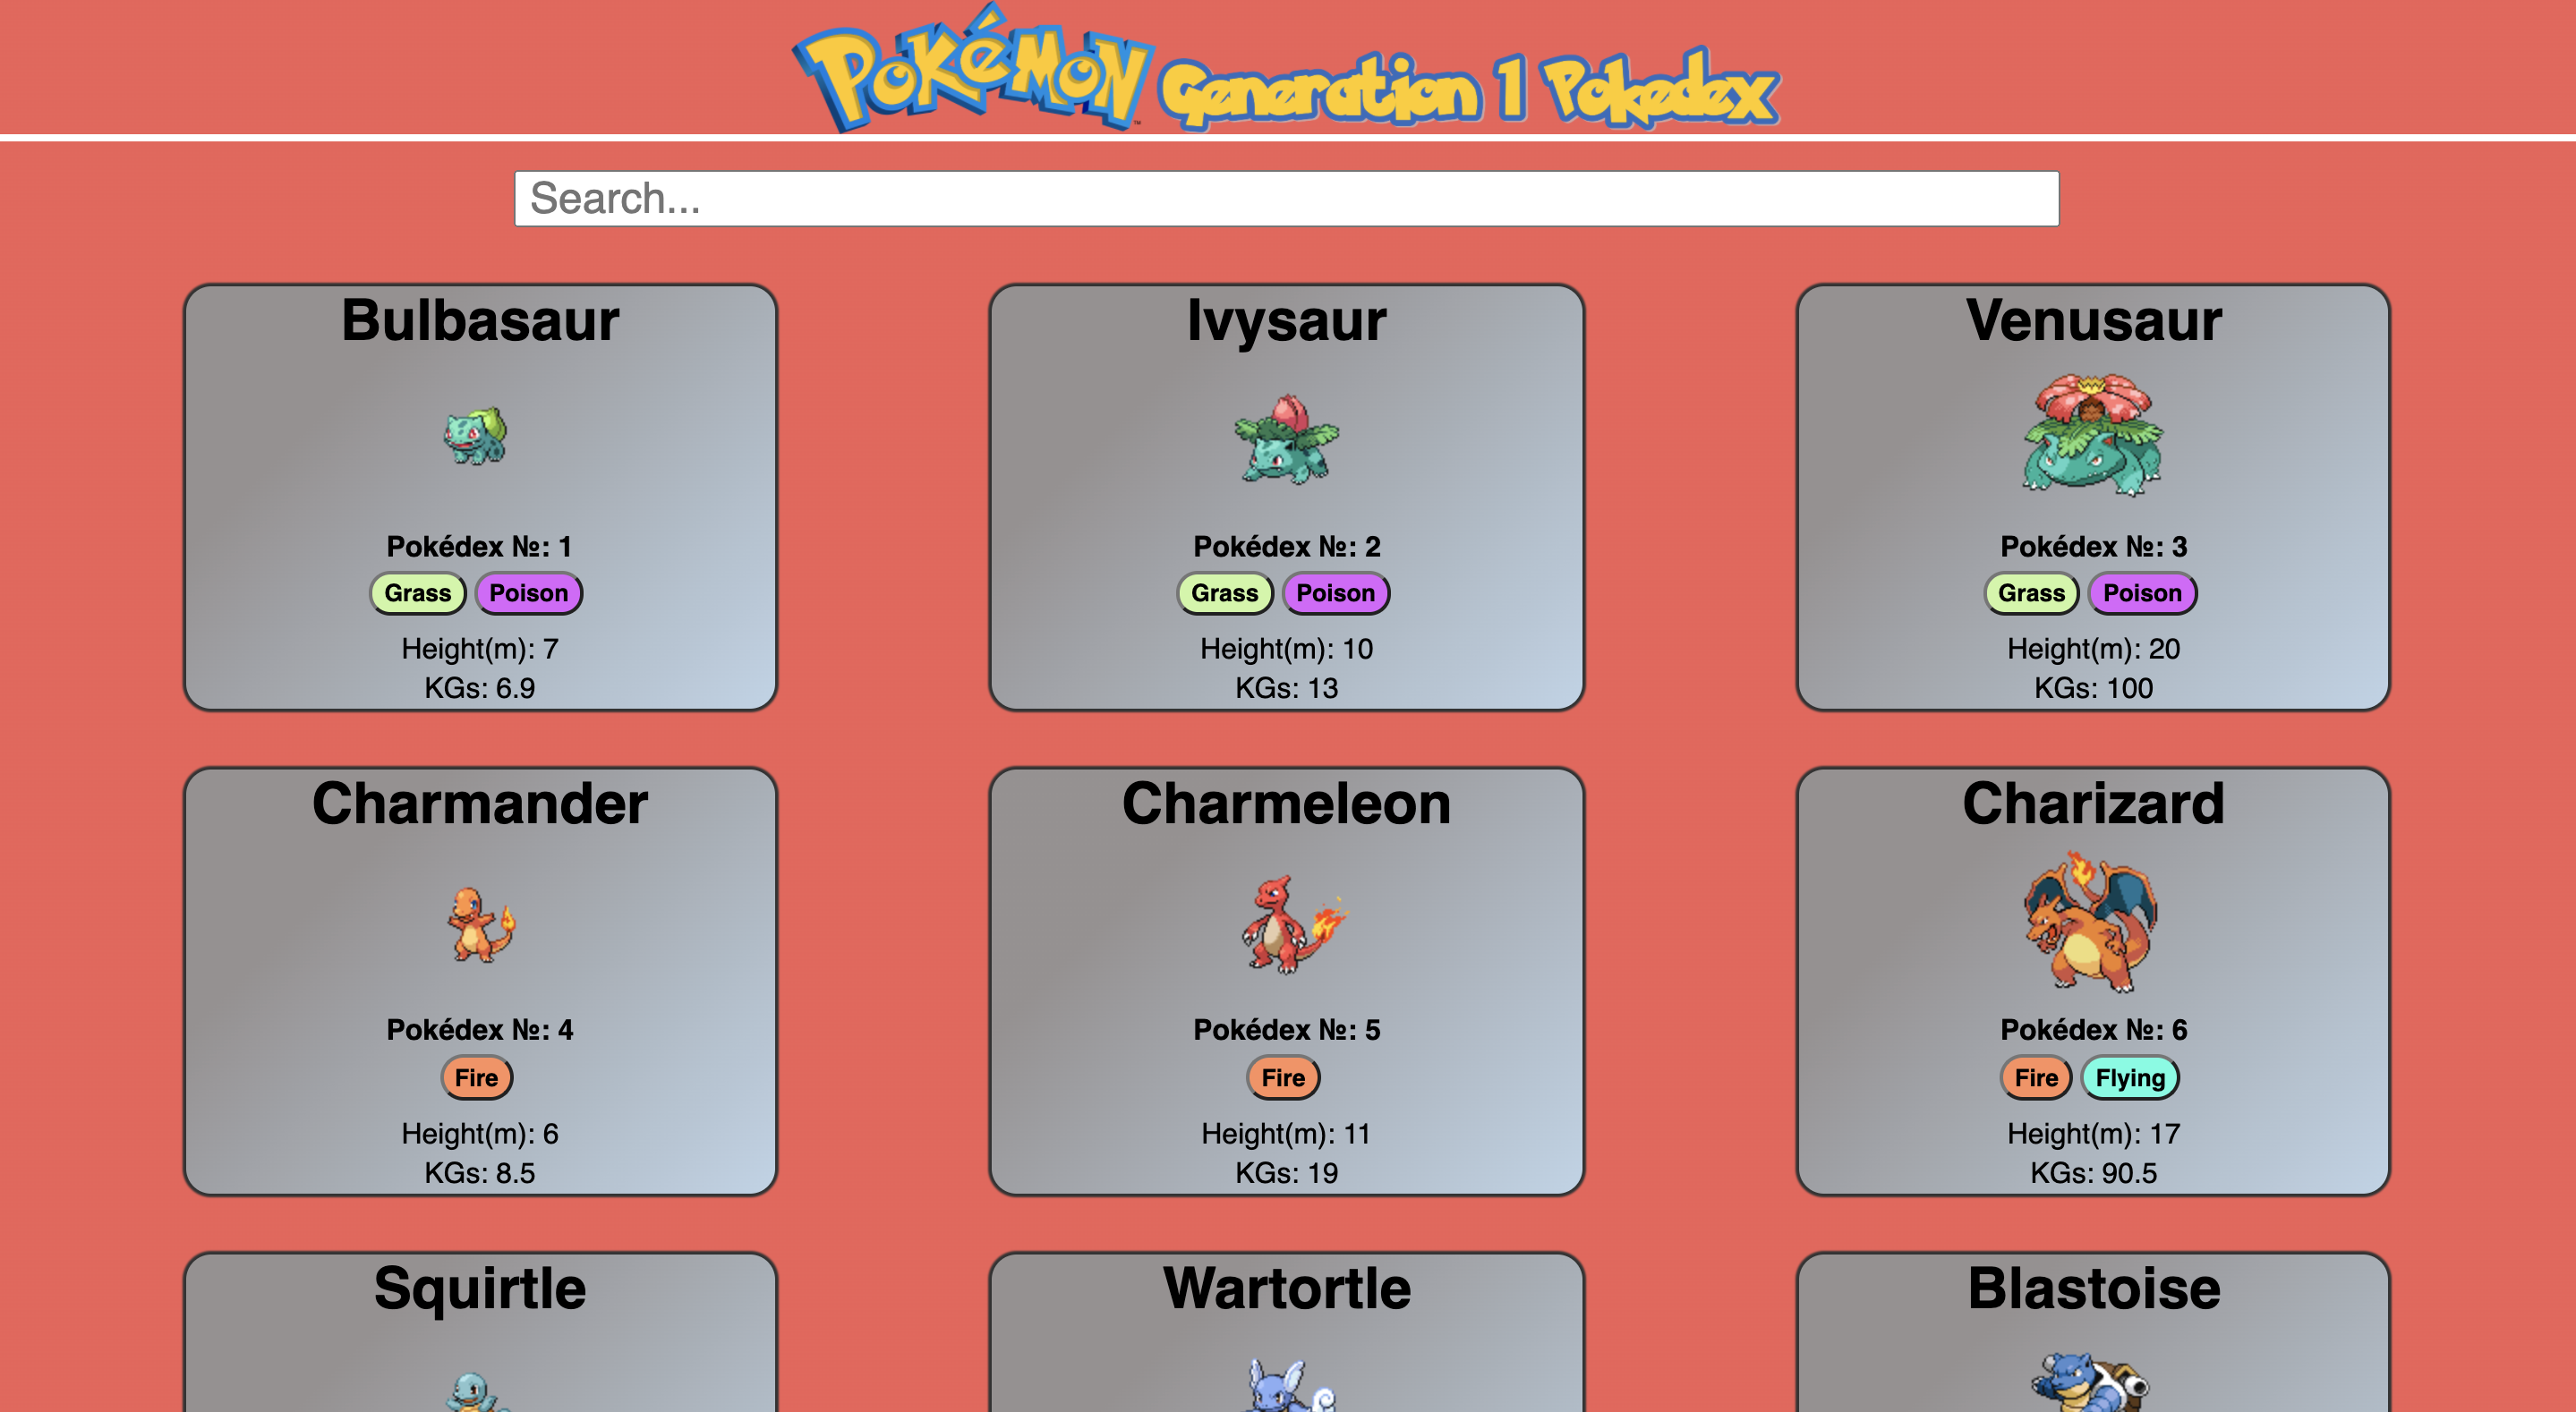 POKéMON Generation 1 Pokedex
Search...
Bulbasaur
Pokédex №: 1
Grass Poison
Height(m): 7
KGs: 6.9
Ivysaur
Pokédex №: 2
Grass Poison
Height(m): 10
KGs: 13
Venusaur
Pokédex №: 3
Grass Poison
Height(m): 20
KGs: 100
Charmander
Pokédex №: 4
Fire
Height(m): 6
KGs: 8.5
Charmeleon
Pokédex №: 5
Fire
Height(m): 11
KGs: 19
Charizard
Pokédex №: 6
Fire Flying
Height(m): 17
KGs: 90.5
Squirtle
Wartortle
Blastoise